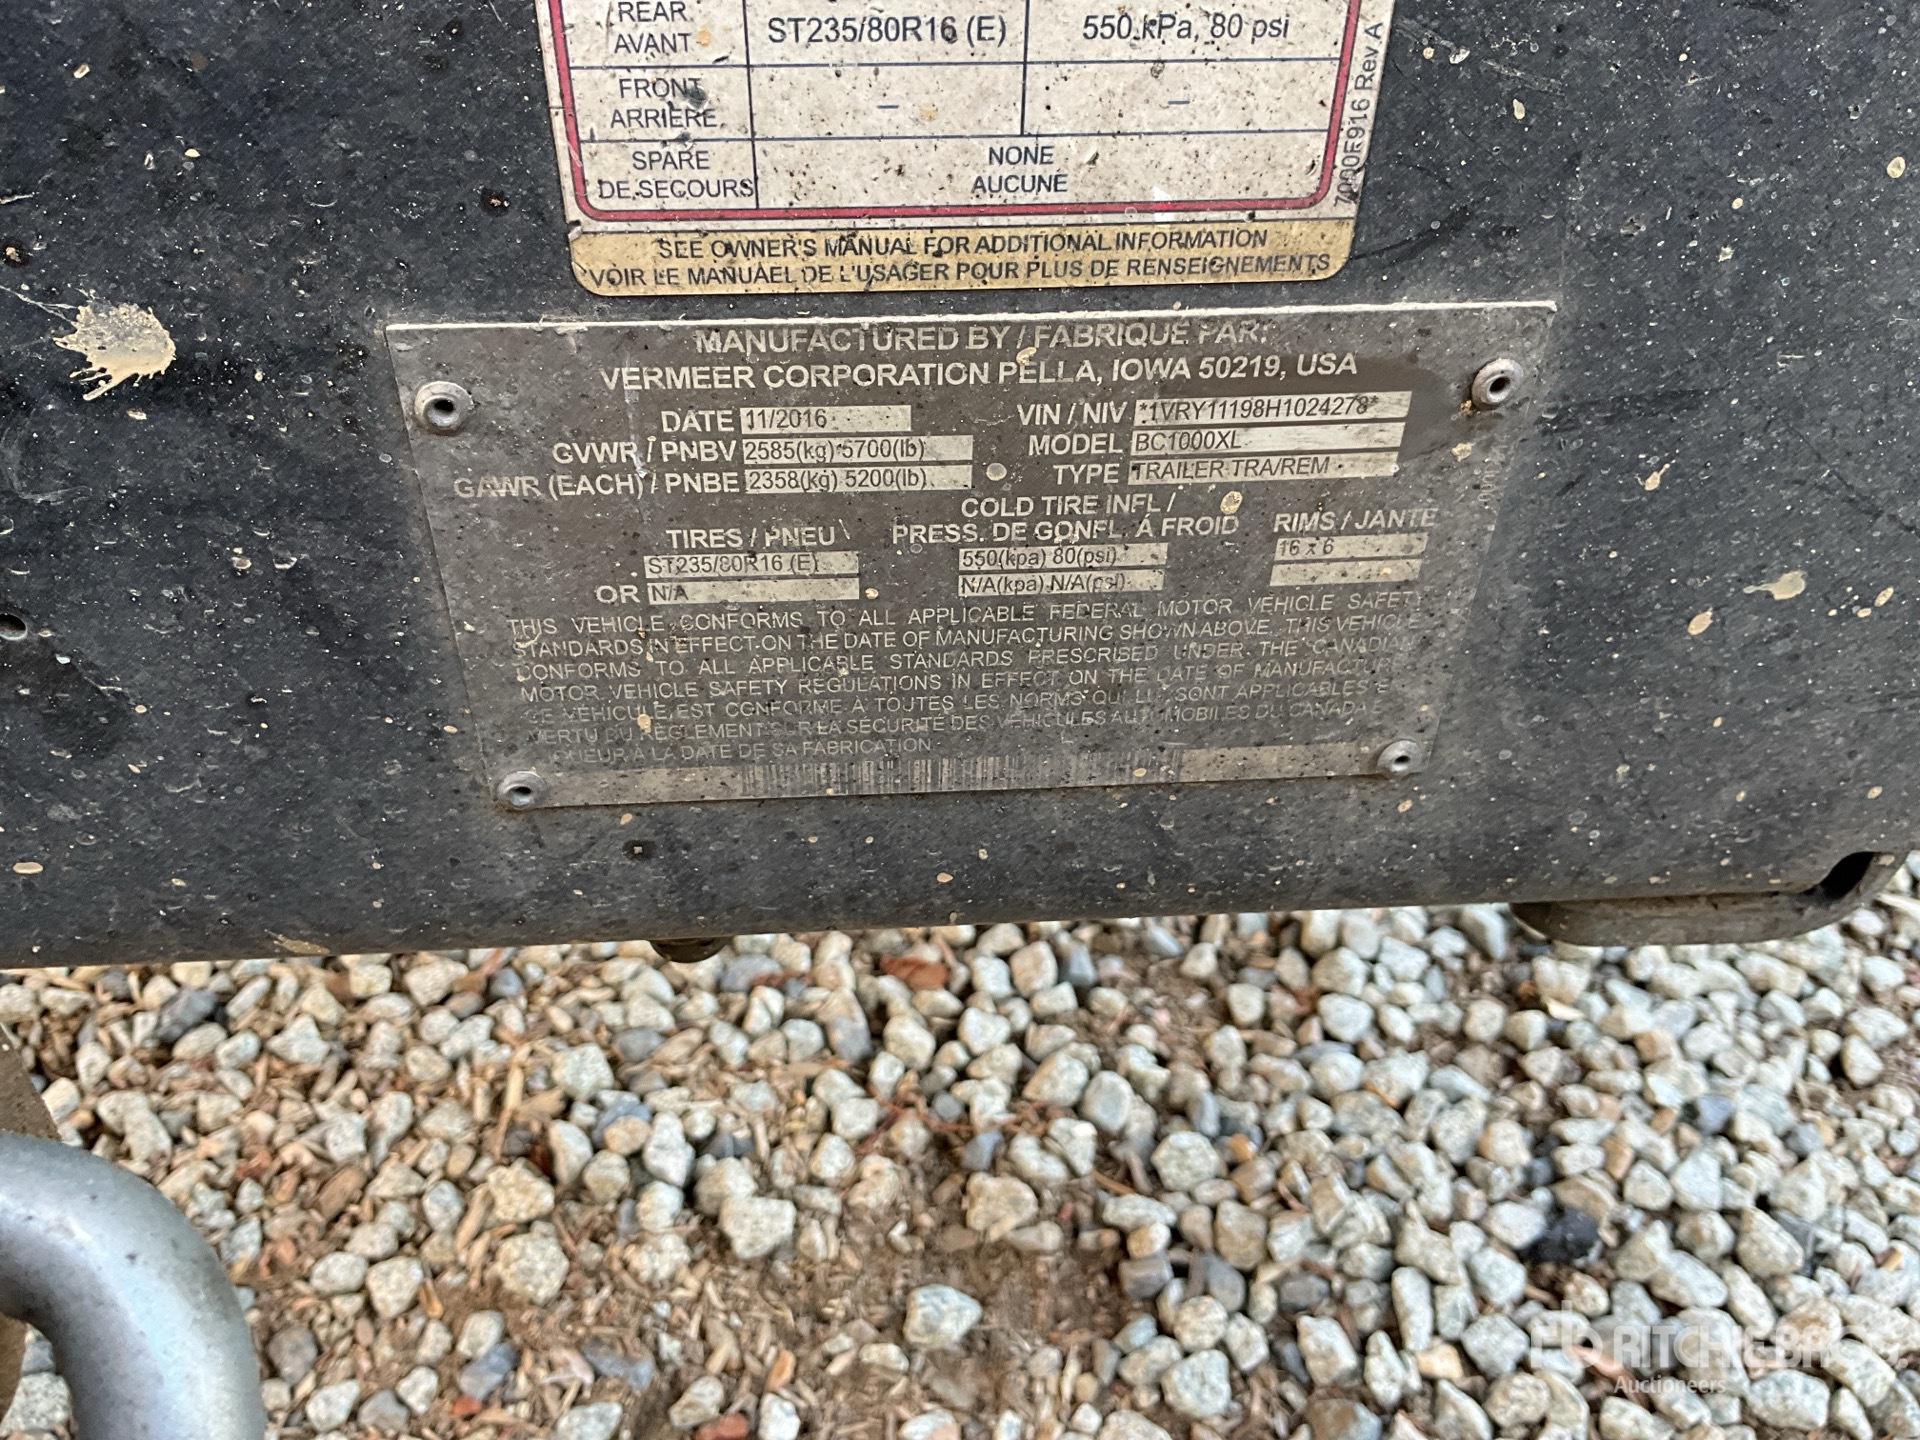 REAR ST235/80R16 (E) 550 kPa, 80 psi
AVANT
FRONT – –
ARRIÈRE
SPARE NONE
DE SECOURS AUCUNE
7000F916 Rev A
SEE OWNER'S MANUAL FOR ADDITIONAL INFORMATION
VOIR LE MANUAEL DE L'USAGER POUR PLUS DE RENSEIGNEMENTS
MANUFACTURED BY / FABRIQUE PAR:
VERMEER CORPORATION PELLA, IOWA 50219, USA
DATE 11/2016 VIN / NIV *1VRY11198H1024278*
GVWR / PNBV 2585(kg) 5700(lb) MODEL BC1000XL
GAWR (EACH) / PNBE 2358(kg) 5200(lb) TYPE TRAILER TRA/REM
COLD TIRE INFL /
TIRES / PNEU PRESS. DE GONFL. À FROID RIMS / JANTE
ST235/80R16 (E) 550(kpa) 80(psi) 16 x 6
OR N/A N/A(kpa) N/A(psi)
THIS VEHICLE CONFORMS TO ALL APPLICABLE FEDERAL MOTOR VEHICLE SAFETY
STANDARDS IN EFFECT ON THE DATE OF MANUFACTURING SHOWN ABOVE. THIS VEHICLE
CONFORMS TO ALL APPLICABLE STANDARDS PRESCRISED UNDER THE CANADIAN
MOTOR VEHICLE SAFETY REGULATIONS IN EFFECT ON THE DATE OF MANUFACTURE
CE VEHICULE EST CONFORME À TOUTES LES NORMS QUI LUI SONT APPLICABLES E
VERTU DU RÈGLEMENT SUR LA SÉCURITÉ DES VEHICULES AUTOMOBILES DU CANADA E
VIGUEUR À LA DATE DE SA FABRICATION
RITCHIE BROS.
Auctioneers